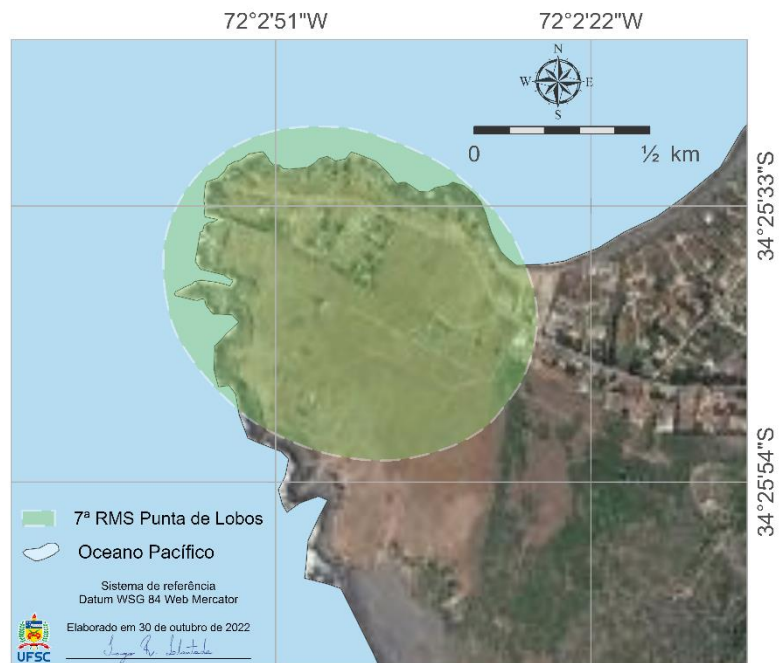 72°2'51"W
72°2'22"W
N
W
E
S
0
½ km
34°25'33"S
34°25'54"S
7ª RMS Punta de Lobos
Oceano Pacífico
Sistema de referência
Datum WSG 84 Web Mercator
Elaborado em 30 de outubro de 2022
UFSC